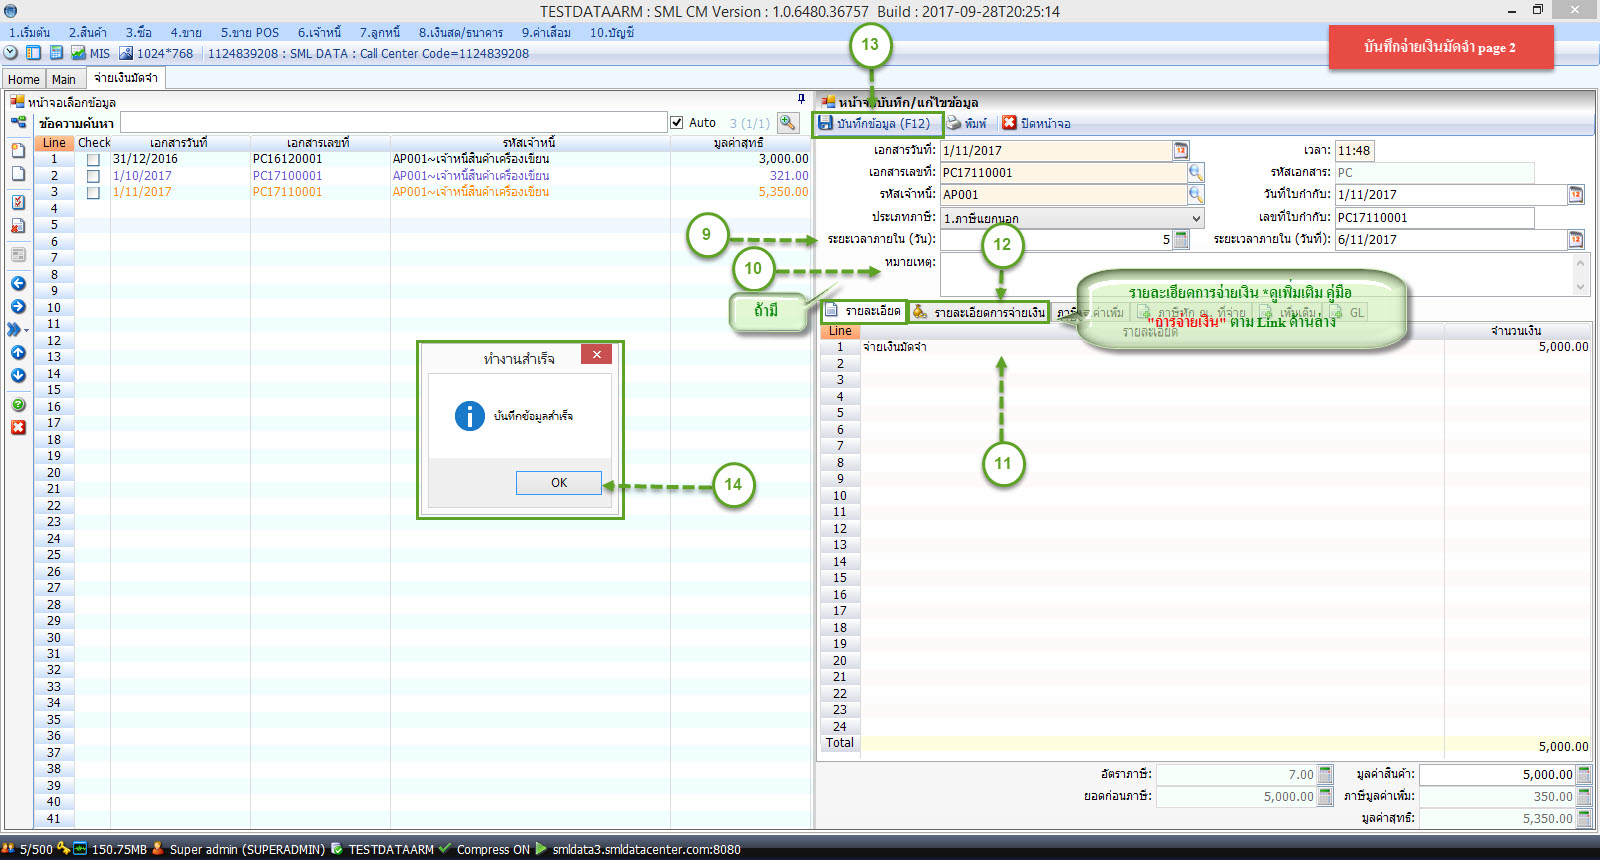 TESTDATAARM : SML CM Version : 1.0.6480.36757 Build : 2017-09-28T20:25:14
1.เริ่มต้น 2.สินค้า 3.ซื้อ 4.ขาย 5.ขาย POS 6.เจ้าหนี้ 7.ลูกหนี้ 8.เงินสด/ธนาคาร 9.ค่าเสื่อม 10.บัญชี
MIS 1024*768 1124839208 : SML DATA : Call Center Code=1124839208
บันทึกจ่ายเงินมัดจำ page 2
13
Home Main จ่ายเงินมัดจำ
หน้าจอเลือกข้อมูล
ข้อความค้นหา Auto 3 (1/1)
Line Check เอกสารวันที่ เอกสารเลขที่ รหัสเจ้าหนี้ มูลค่าสุทธิ
1 31/12/2016 PC16120001 AP001~เจ้าหนี้สินค้าเครื่องเขียน 3,000.00
2 1/10/2017 PC17100001 AP001~เจ้าหนี้สินค้าเครื่องเขียน 321.00
3 1/11/2017 PC17110001 AP001~เจ้าหนี้สินค้าเครื่องเขียน 5,350.00
4
5
6
7
8
9
10
11
12
13
14
15
16
17
18
19
20
21
22
23
24
25
26
27
28
29
30
31
32
33
34
35
36
37
38
39
40
41
ทำงานสำเร็จ
บันทึกข้อมูลสำเร็จ
OK
14
หน้าจอบันทึก/แก้ไขข้อมูล
บันทึกข้อมูล (F12) พิมพ์ ปิดหน้าจอ
เอกสารวันที่: 1/11/2017 เวลา: 11:48
เอกสารเลขที่: PC17110001 รหัสเอกสาร: PC
รหัสเจ้าหนี้: AP001 วันที่ใบกำกับ: 1/11/2017
ประเภทภาษี: 1.ภาษีแยกนอก เลขที่ใบกำกับ: PC17110001
9 ระยะเวลาภายใน (วัน): 5 ระยะเวลาภายใน (วันที่): 6/11/2017
12
10 หมายเหตุ:
ถ้ามี
รายละเอียดการจ่ายเงิน *ดูเพิ่มเติม คู่มือ
"การจ่ายเงิน" ตาม Link ด้านล่าง
รายละเอียด รายละเอียดการจ่ายเงิน ค่าเพิ่ม ที่จ่าย เพิ่มเติม GL
Line รายละเอียด จำนวนเงิน
1 จ่ายเงินมัดจำ 5,000.00
2
3
4
5
6
7
8
9
10
11
12
13
14
15
16
17
18
19
20
21
22
23
24
11
Total 5,000.00
อัตราภาษี: 7.00 มูลค่าสินค้า: 5,000.00
ยอดก่อนภาษี: 5,000.00 ภาษีมูลค่าเพิ่ม: 350.00
มูลค่าสุทธิ: 5,350.00
5/500 150.75MB Super admin (SUPERADMIN) TESTDATAARM Compress ON smldata3.smldatacenter.com:8080